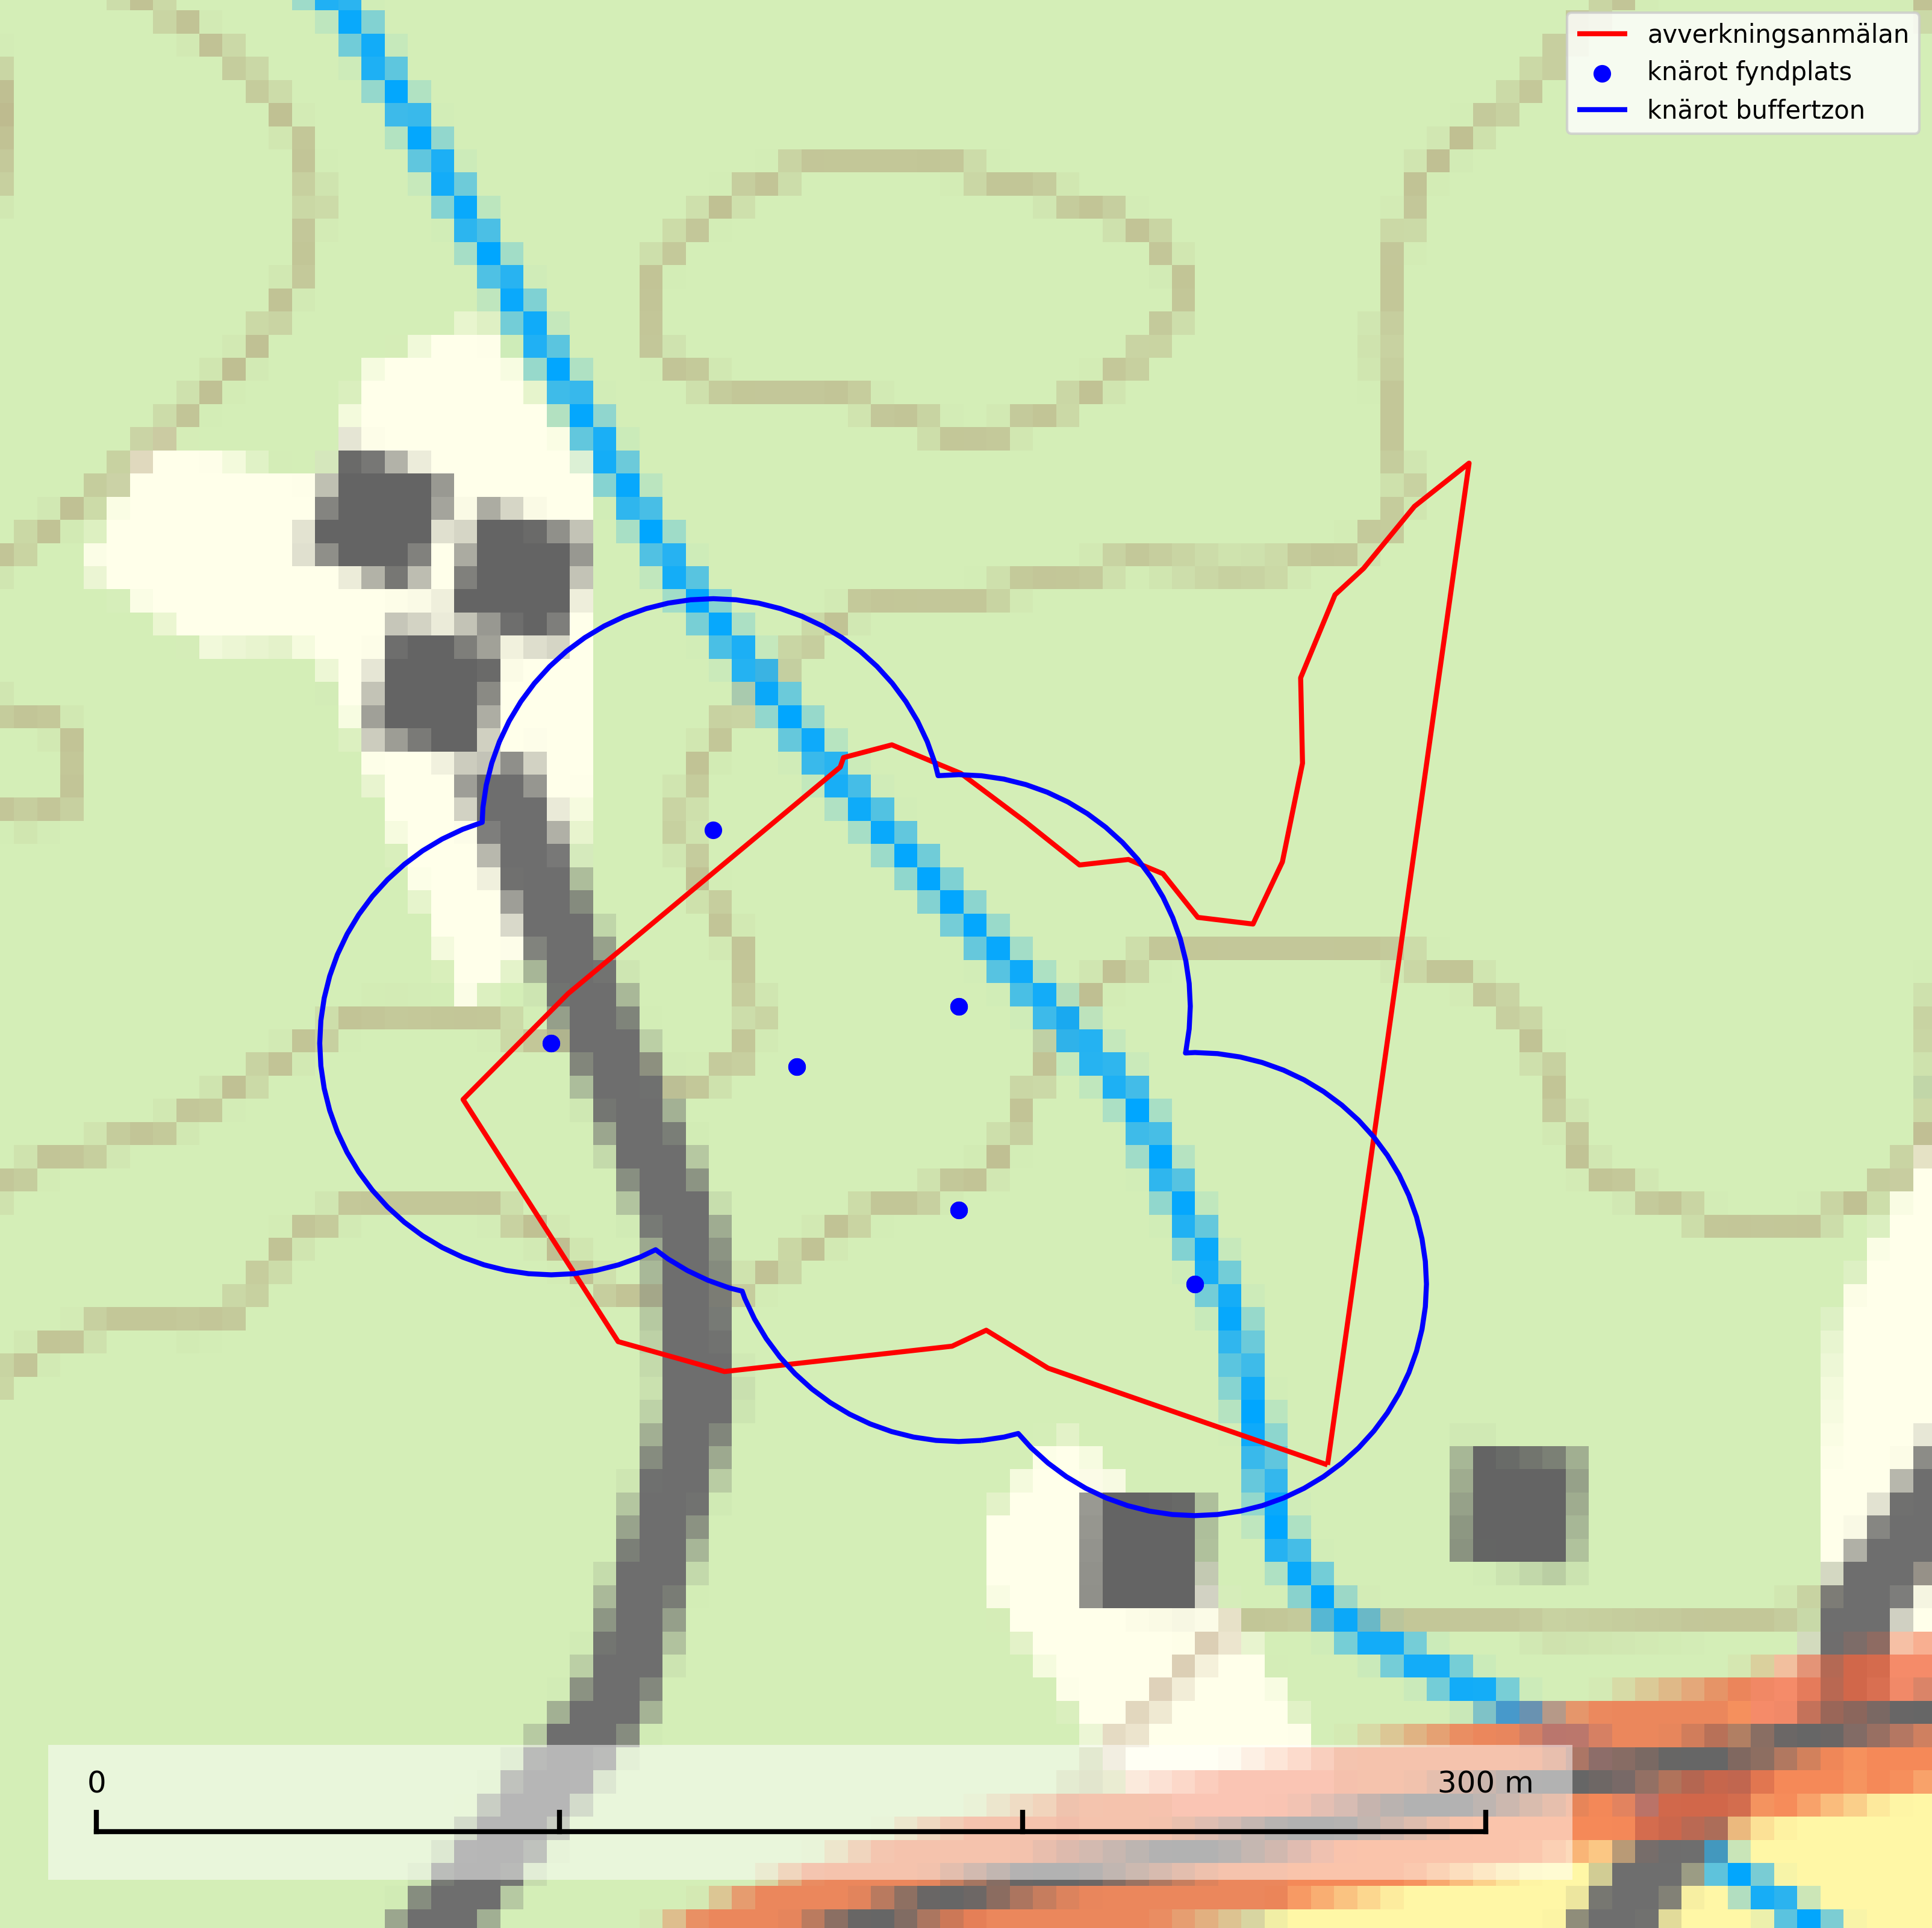 avverkningsanmälan
knärot fyndplats
knärot buffertzon
0 300 m